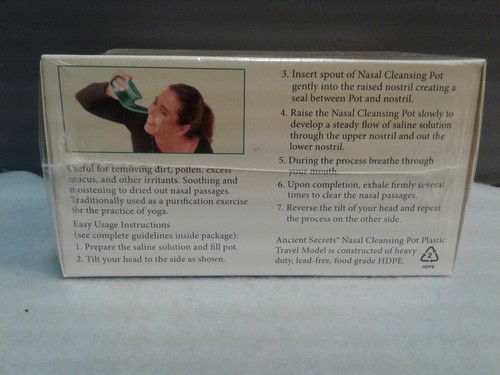 Useful for removing dirt, pollen, excess
mucus, and other irritants. Soothing and
moistening to dried out nasal passages.
Traditionally used as a purification exercise
for the practice of yoga.
Easy Usage Instructions
(see complete guidelines inside package):
1. Prepare the saline solution and fill pot.
2. Tilt your head to the side as shown.
3. Insert spout of Nasal Cleansing Pot
gently into the raised nostril creating a
seal between Pot and nostril.
4. Raise the Nasal Cleansing Pot slowly to
develop a steady flow of saline solution
through the upper nostril and out the
lower nostril.
5. During the process breathe through
your mouth.
6. Upon completion, exhale firmly several
times to clear the nasal passages.
7. Reverse the tilt of your head and repeat
the process on the other side.
Ancient Secrets® Nasal Cleansing Pot Plastic
Travel Model is constructed of heavy
duty, lead-free, food grade HDPE.
2
HDPE